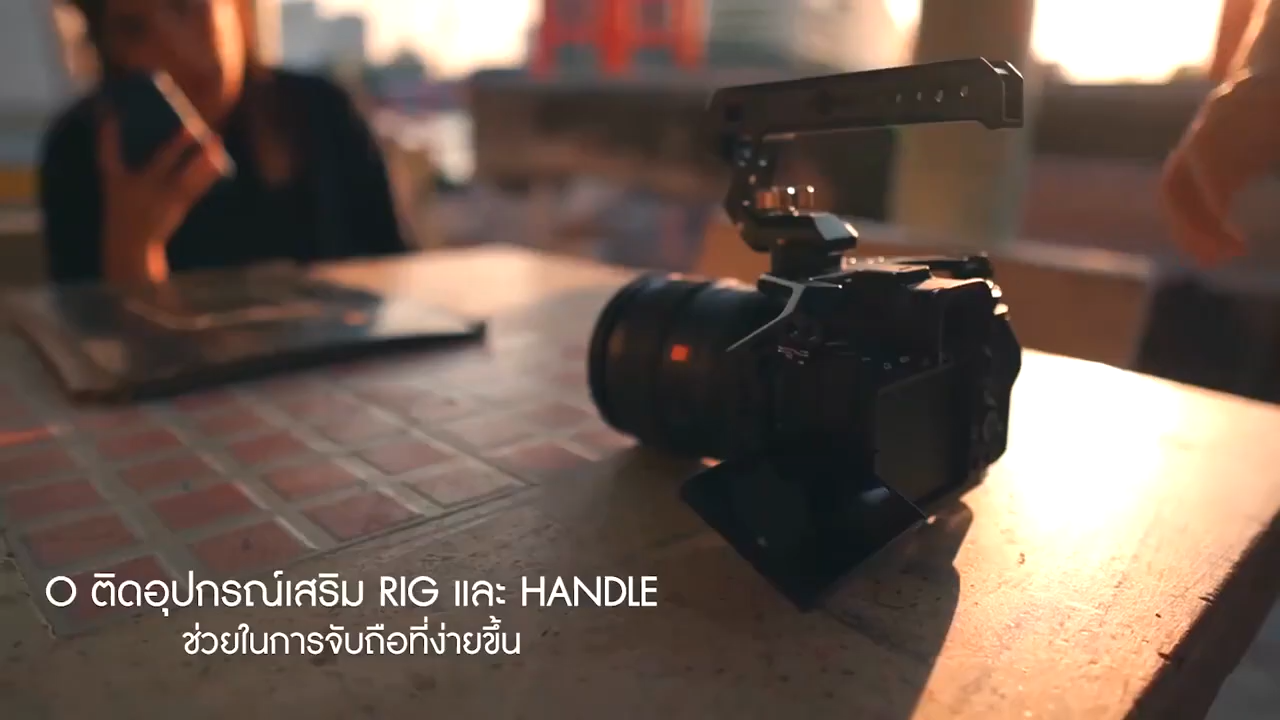 O ติดอุปกรณ์เสริม RIG และ HANDLE
ช่วยในการจับถือที่ง่ายขึ้น